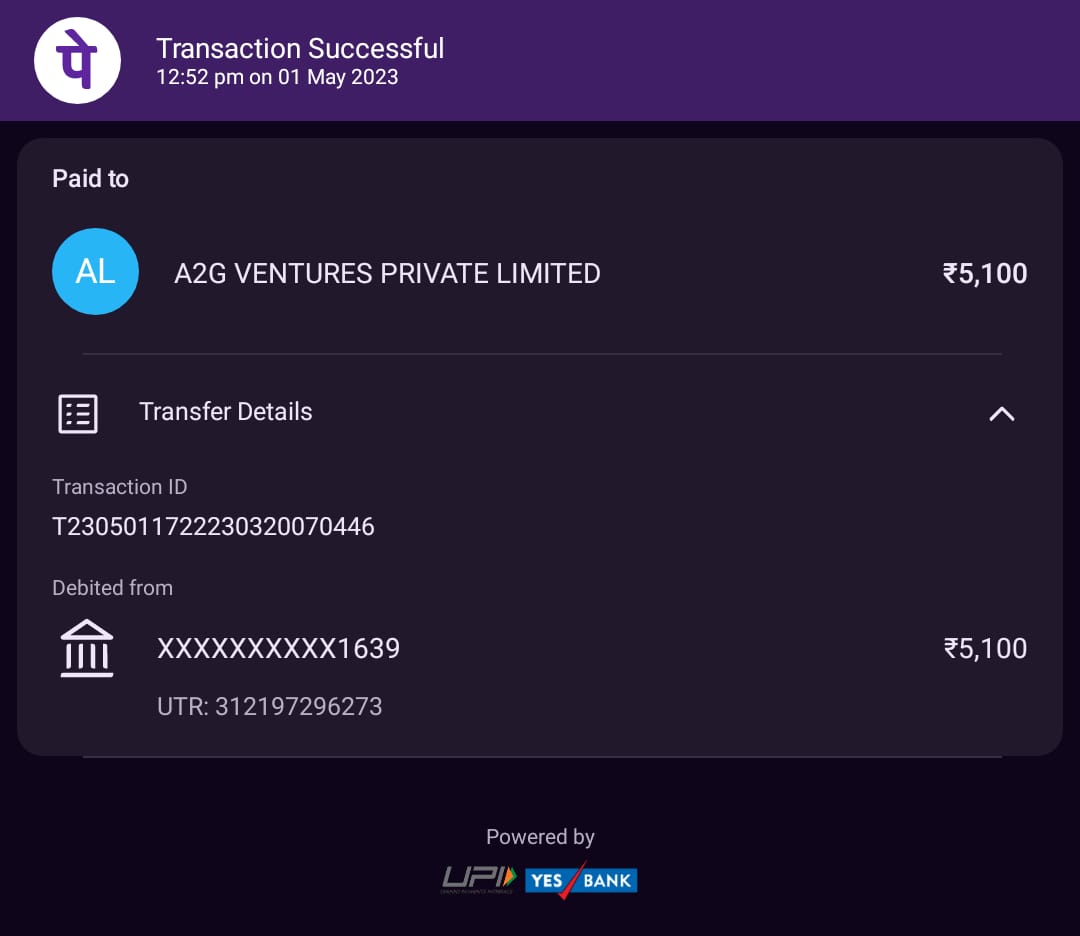 पे
Transaction Successful
12:52 pm on 01 May 2023
Paid to
AL
A2G VENTURES PRIVATE LIMITED
₹5,100
Transfer Details
Transaction ID
T2305011722230320070446
Debited from
XXXXXXXXXX1639
₹5,100
UTR: 312197296273
Powered by
UPI
YES BANK